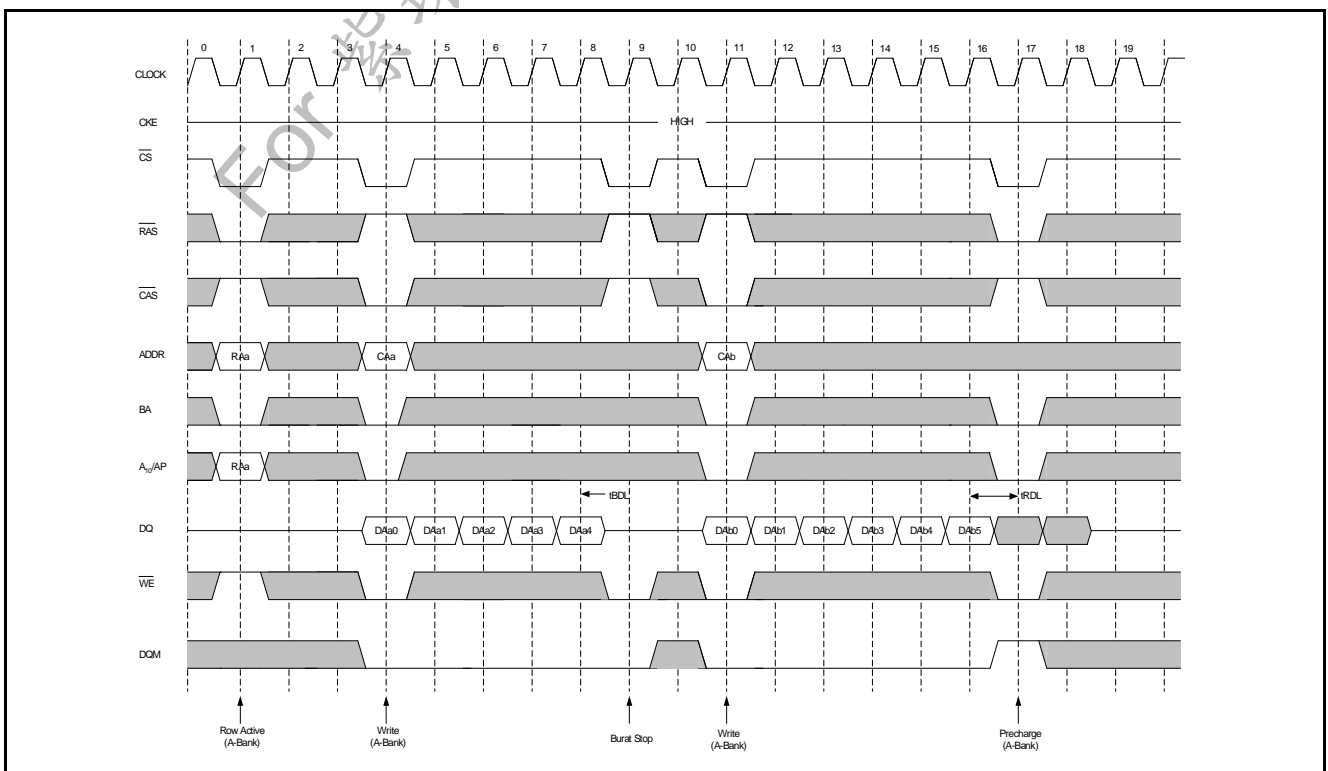 For 紫
0 1 2 3 4 5 6 7 8 9 10 11 12 13 14 15 16 17 18 19
CLOCK
CKE HIGH
CS
RAS
CAS
ADDR RAa CAa CAb
BA
A10/AP RAa
tBDL tRDL
DQ DAa0 DAa1 DAa2 DAa3 DAa4 DAb0 DAb1 DAb2 DAb3 DAb4 DAb5
WE
DQM
Row Active
(A-Bank)
Write
(A-Bank)
Burat Stop
Write
(A-Bank)
Precharge
(A-Bank)